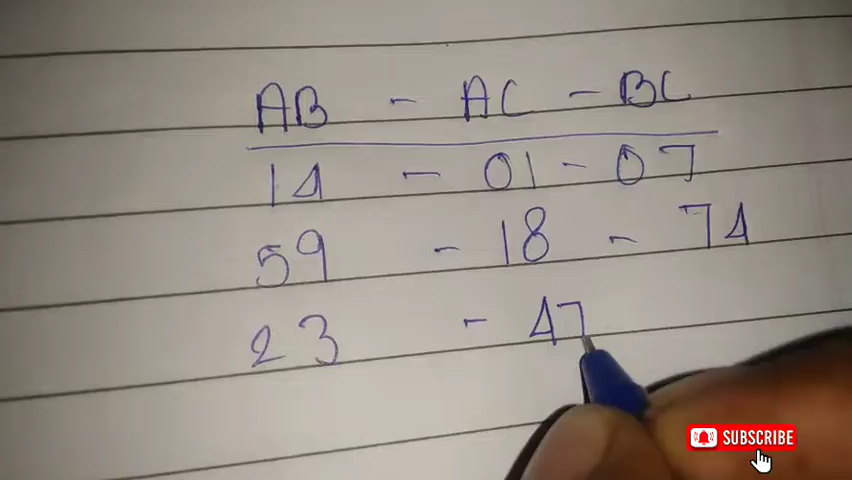 AB - AC - BC
14 - 01 - 07
59 - 18 - 74
23 - 47
SUBSCRIBE